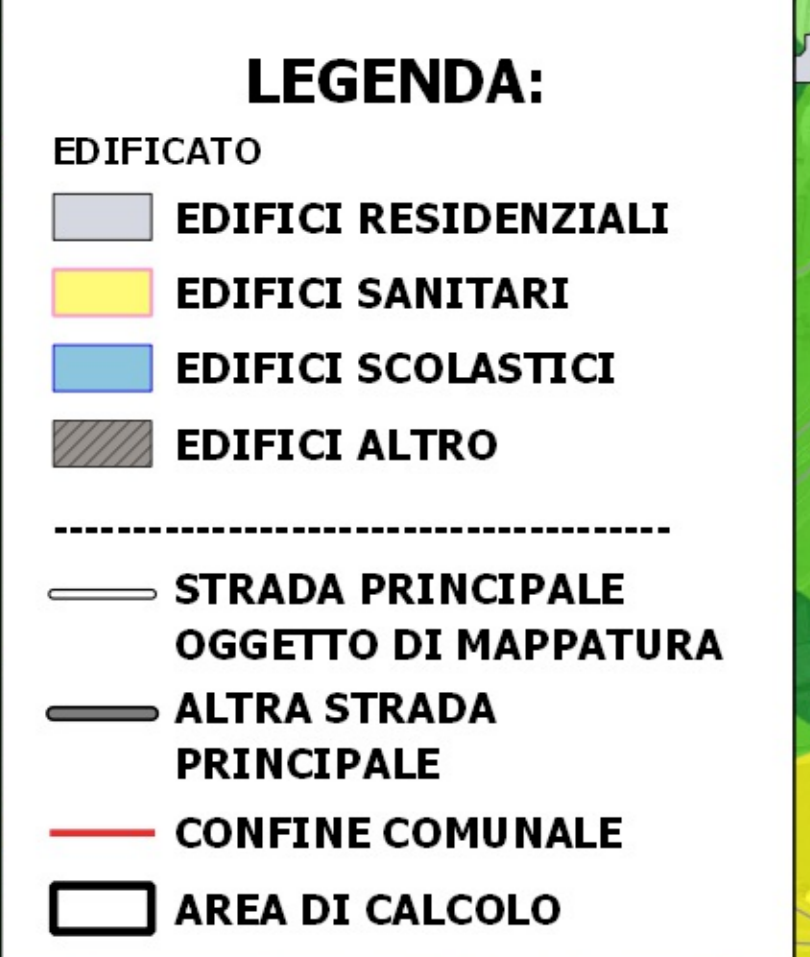 LEGENDA:
EDIFICATO
EDIFICI RESIDENZIALI
EDIFICI SANITARI
EDIFICI SCOLASTICI
EDIFICI ALTRO
---------------------------------------
STRADA PRINCIPALE
OGGETTO DI MAPPATURA
ALTRA STRADA
PRINCIPALE
CONFINE COMUNALE
AREA DI CALCOLO